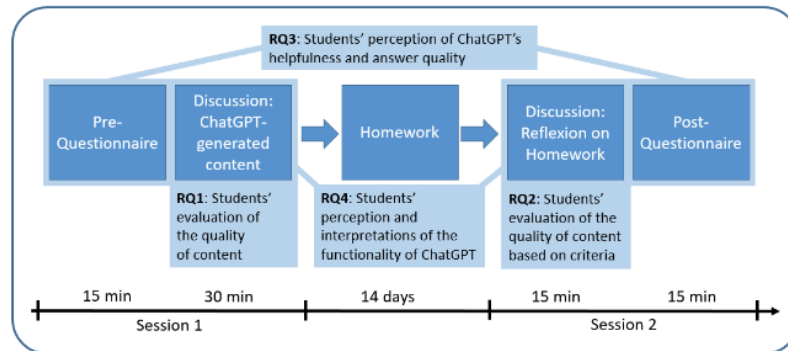 RQ3: Students' perception of ChatGPT's
helpfulness and answer quality
Pre-
Questionnaire
Discussion:
ChatGPT-
generated
content
Homework
Discussion:
Reflexion on
Homework
Post-
Questionnaire
RQ1: Students'
evaluation of
the quality
of content
RQ4: Students'
perception and
interpretations of the
functionality of ChatGPT
RQ2: Students'
evaluation of the
quality of content
based on criteria
15 min
30 min
14 days
15 min
15 min
Session 1
Session 2